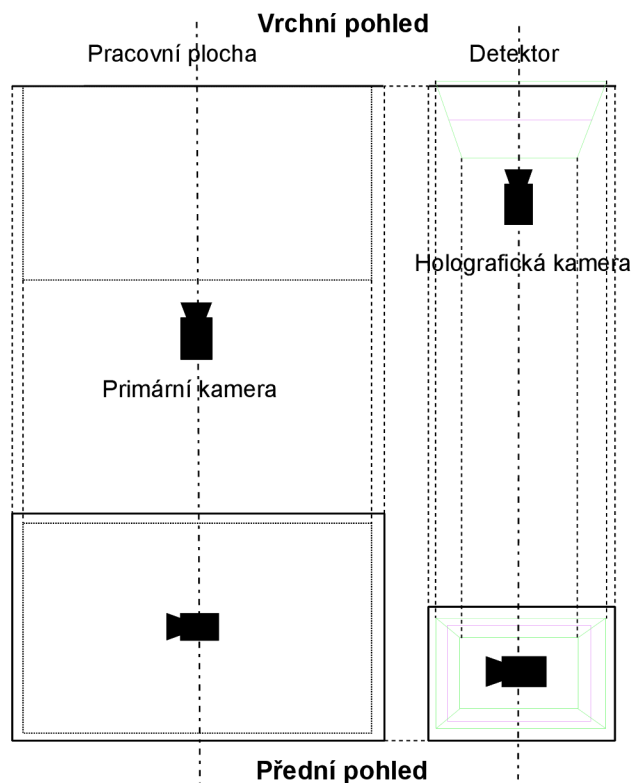 Vrchní pohled
Pracovní plocha
Detektor
Holografická kamera
Primární kamera
Přední pohled